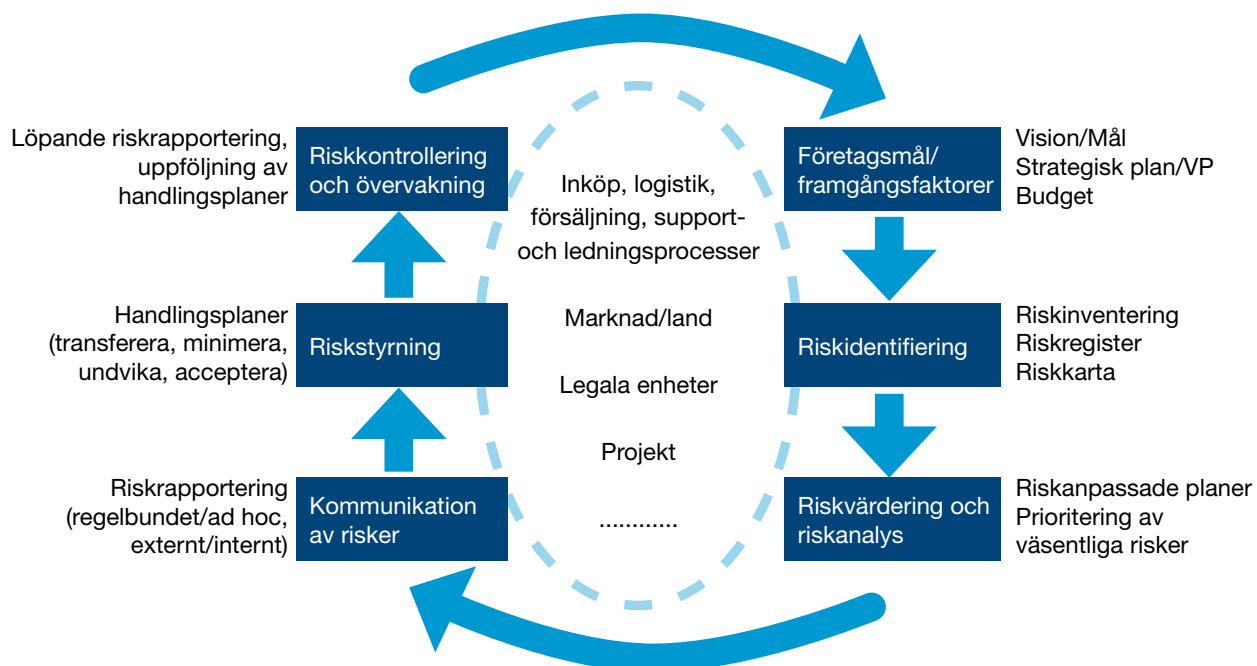 Löpande riskrapportering,
uppföljning av
handlingsplaner
Riskkontrollering
och övervakning
Inköp, logistik,
försäljning, support-
och ledningsprocesser
Företagsmål/
framgångsfaktorer
Vision/Mål
Strategisk plan/VP
Budget
Handlingsplaner
(transferera, minimera,
undvika, acceptera)
Riskstyrning
Marknad/land
Legala enheter
Riskidentifiering
Riskinventering
Riskregister
Riskkarta
Riskrapportering
(regelbundet/ad hoc,
externt/internt)
Kommunikation
av risker
Projekt
............
Riskvärdering och
riskanalys
Riskanpassade planer
Prioritering av
väsentliga risker